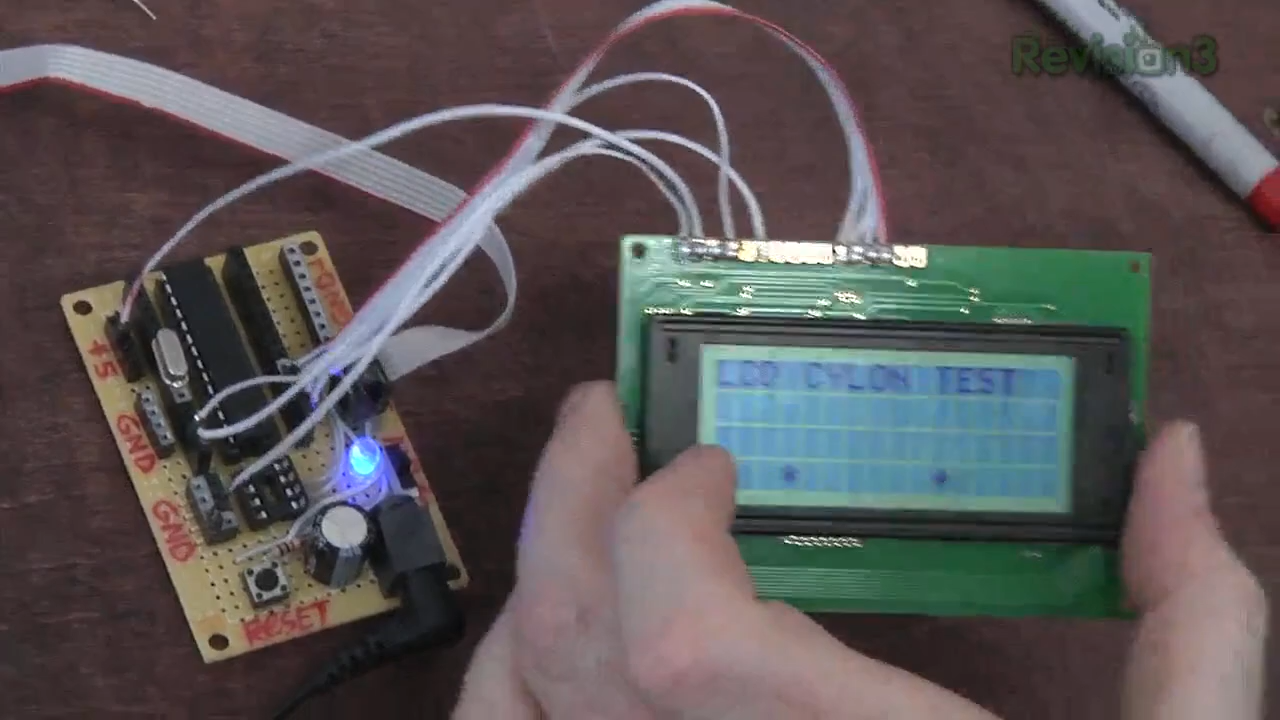 Revision3
LCD CYLON TEST
+5
GND
GND
RESET